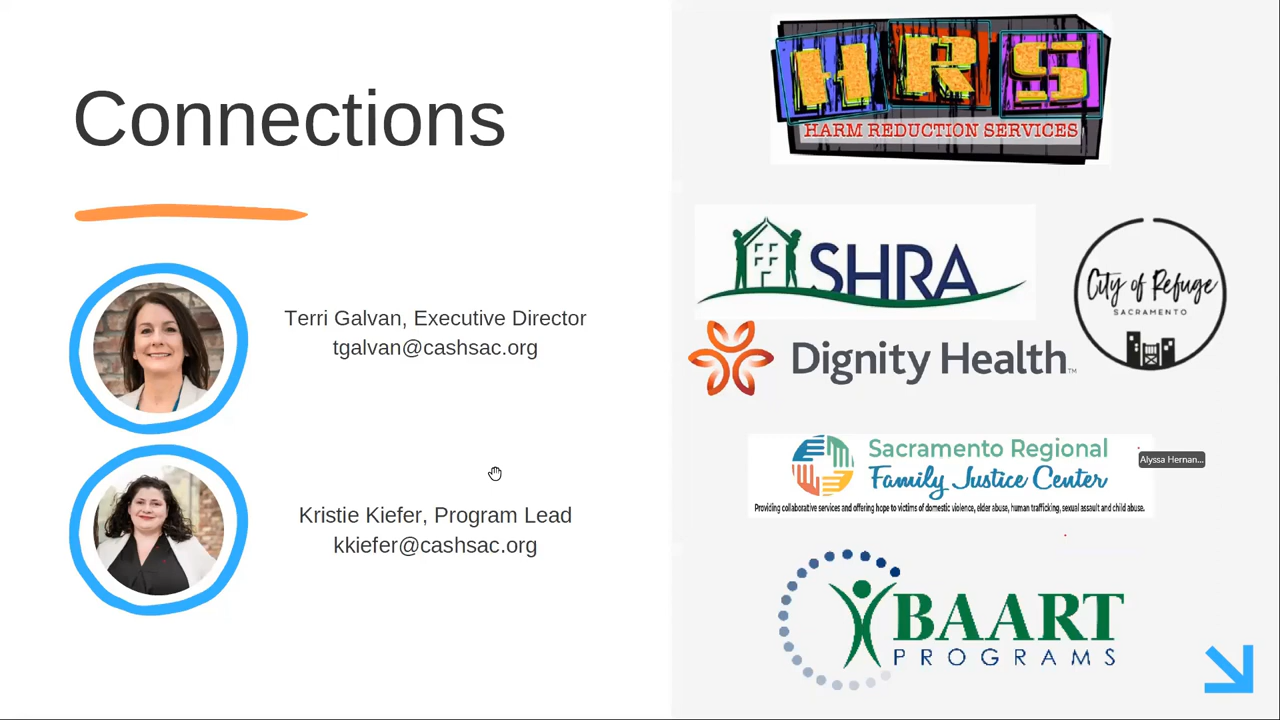 Connections
Terri Galvan, Executive Director
tgalvan@cashsac.org
Kristie Kiefer, Program Lead
kkiefer@cashsac.org
HRS
HARM REDUCTION SERVICES
SHRA
City of Refuge
SACRAMENTO
Dignity Health™
Sacramento Regional
Family Justice Center
Providing collaborative services and offering hope to victims of domestic violence, elder abuse, human trafficking, sexual assault and child abuse.
Alyssa Hernan...
BAART
PROGRAMS